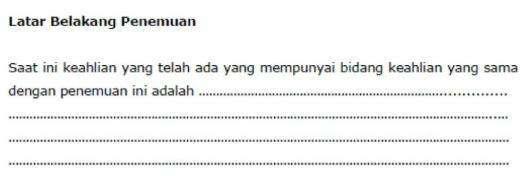 Latar Belakang Penemuan
Saat ini keahlian yang telah ada yang mempunyai bidang keahlian yang sama
dengan penemuan ini adalah ................................................................................
................................................................................................................................
................................................................................................................................
................................................................................................................................